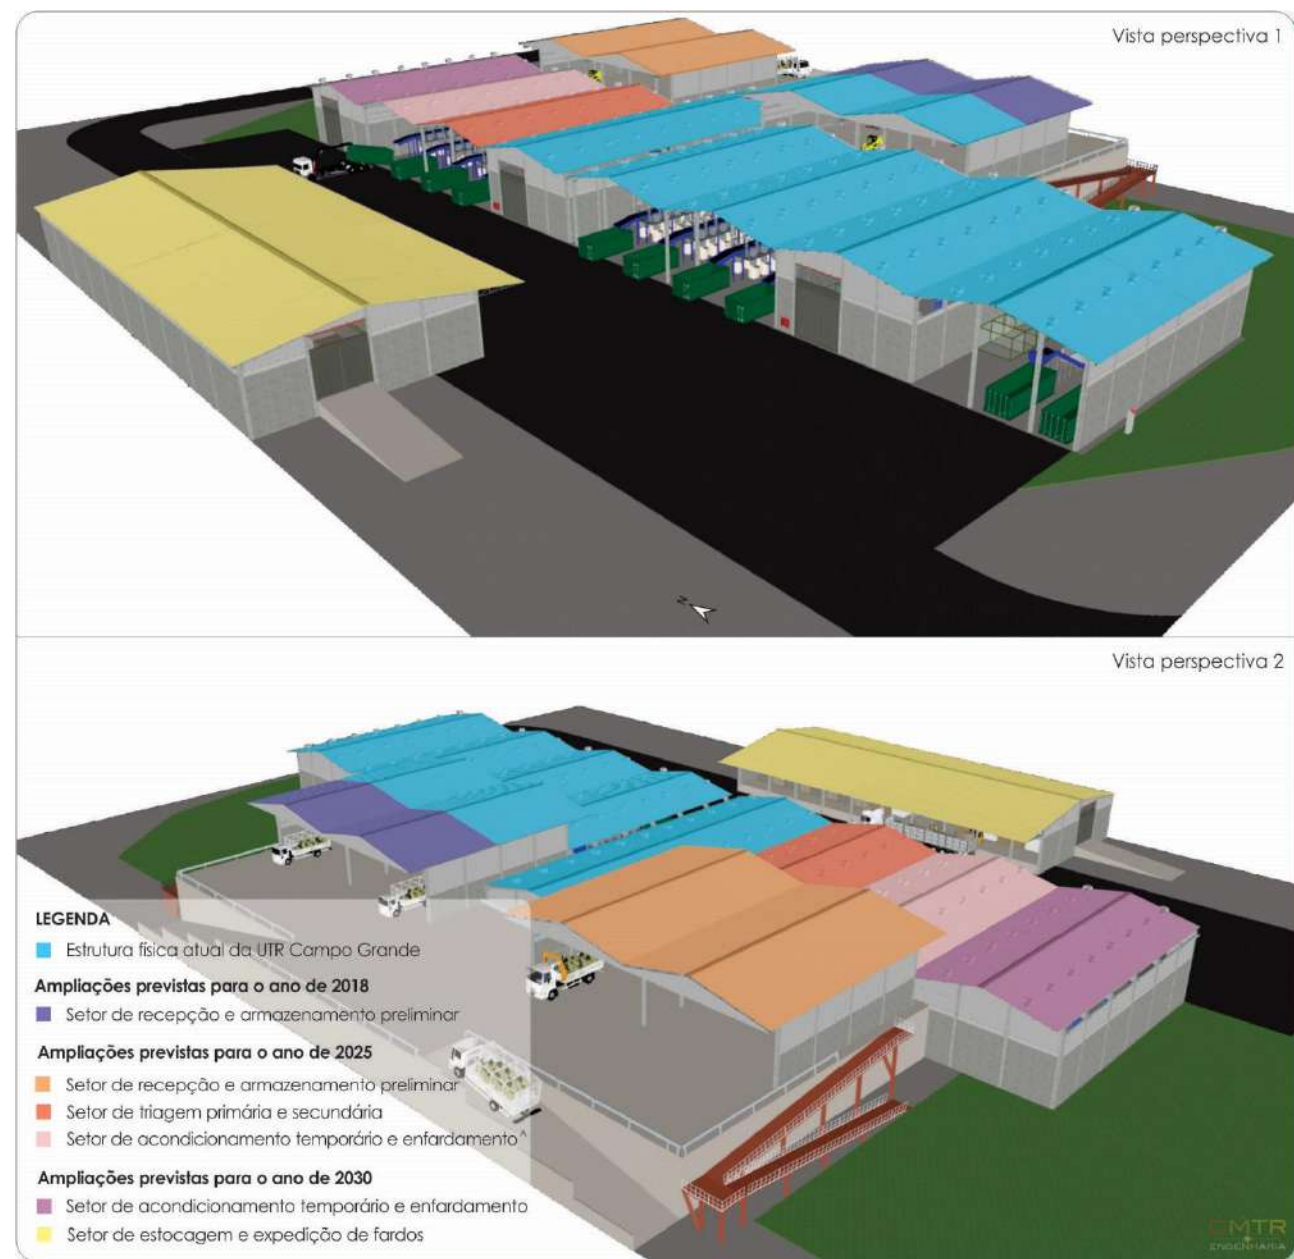 Vista perspectiva 1
N
Vista perspectiva 2
LEGENDA
Estrutura física atual da UTR Campo Grande
Ampliações previstas para o ano de 2018
Setor de recepção e armazenamento preliminar
Ampliações previstas para o ano de 2025
Setor de recepção e armazenamento preliminar
Setor de triagem primária e secundária
Setor de acondicionamento temporário e enfardamento^
Ampliações previstas para o ano de 2030
Setor de acondicionamento temporário e enfardamento
Setor de estocagem e expedição de fardos
DMTR
ENGENHARIA